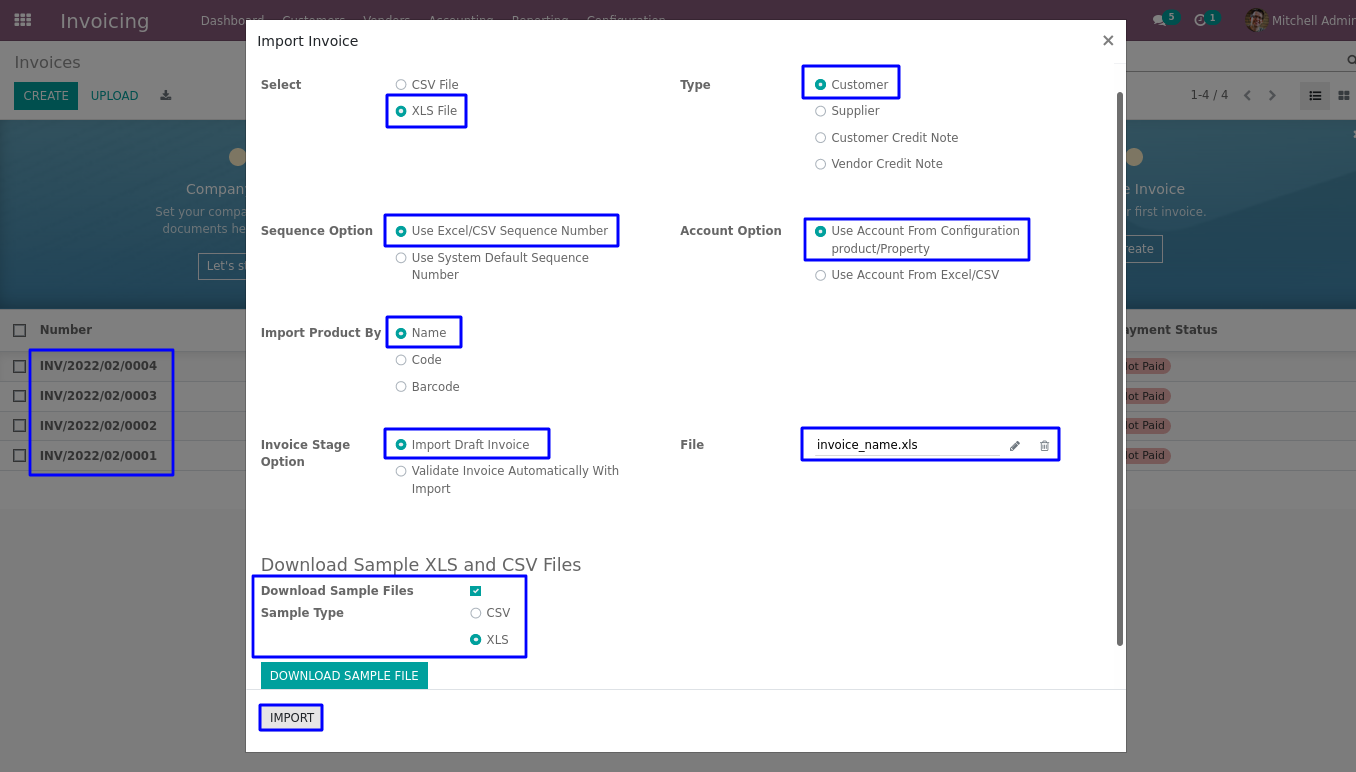 Invoicing
Dashboard Customers Vendors Accounting Reporting Configuration
5
1
Mitchell Admin
Invoices
CREATE
UPLOAD
1-4 / 4
Import Invoice
×
Select
CSV File
XLS File
Type
Customer
Supplier
Customer Credit Note
Vendor Credit Note
Sequence Option
Use Excel/CSV Sequence Number
Use System Default Sequence
Number
Account Option
Use Account From Configuration
product/Property
Use Account From Excel/CSV
Import Product By
Name
Code
Barcode
Invoice Stage
Option
Import Draft Invoice
Validate Invoice Automatically With
Import
File
invoice_name.xls
Download Sample XLS and CSV Files
Download Sample Files
Sample Type
CSV
XLS
DOWNLOAD SAMPLE FILE
IMPORT
Compan
Set your compa
documents he
Let's st
e Invoice
r first invoice.
reate
Number
ayment Status
INV/2022/02/0004
ot Paid
INV/2022/02/0003
ot Paid
INV/2022/02/0002
ot Paid
INV/2022/02/0001
ot Paid